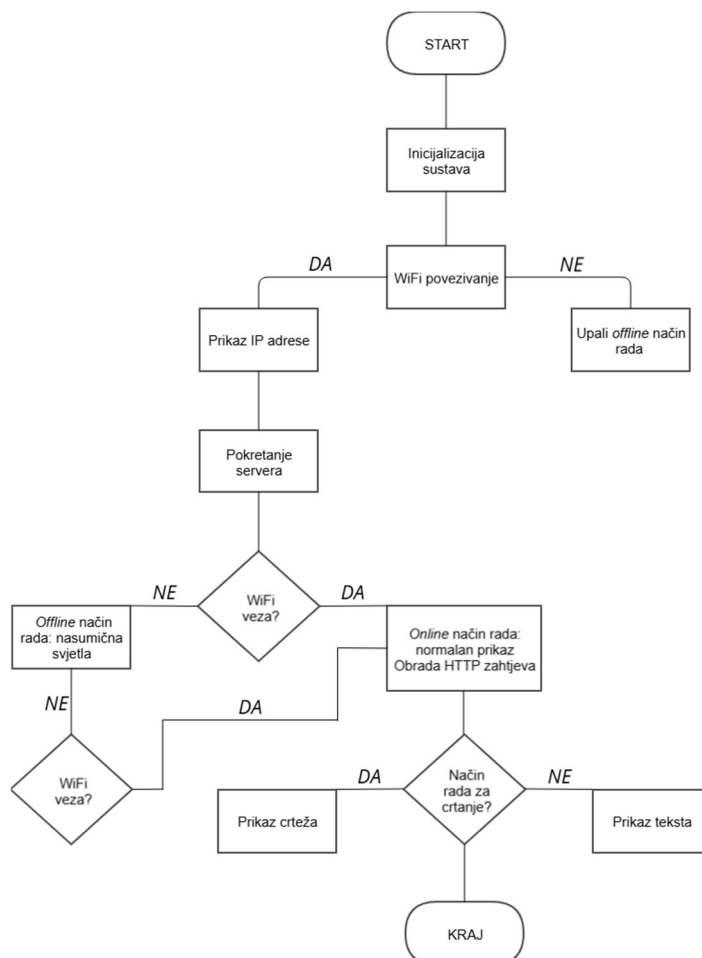 START
Inicijalizacija
sustava
DA
NE
WiFi povezivanje
Prikaz IP adrese
Upali offline način
rada
Pokretanje
servera
NE
DA
WiFi
veza?
Offline način
rada: nasumična
svjetla
Online način rada:
normalan prikaz
Obrada HTTP zahtjeva
NE
DA
WiFi
veza?
DA
Način
rada za
crtanje?
NE
Prikaz crteža
Prikaz teksta
KRAJ